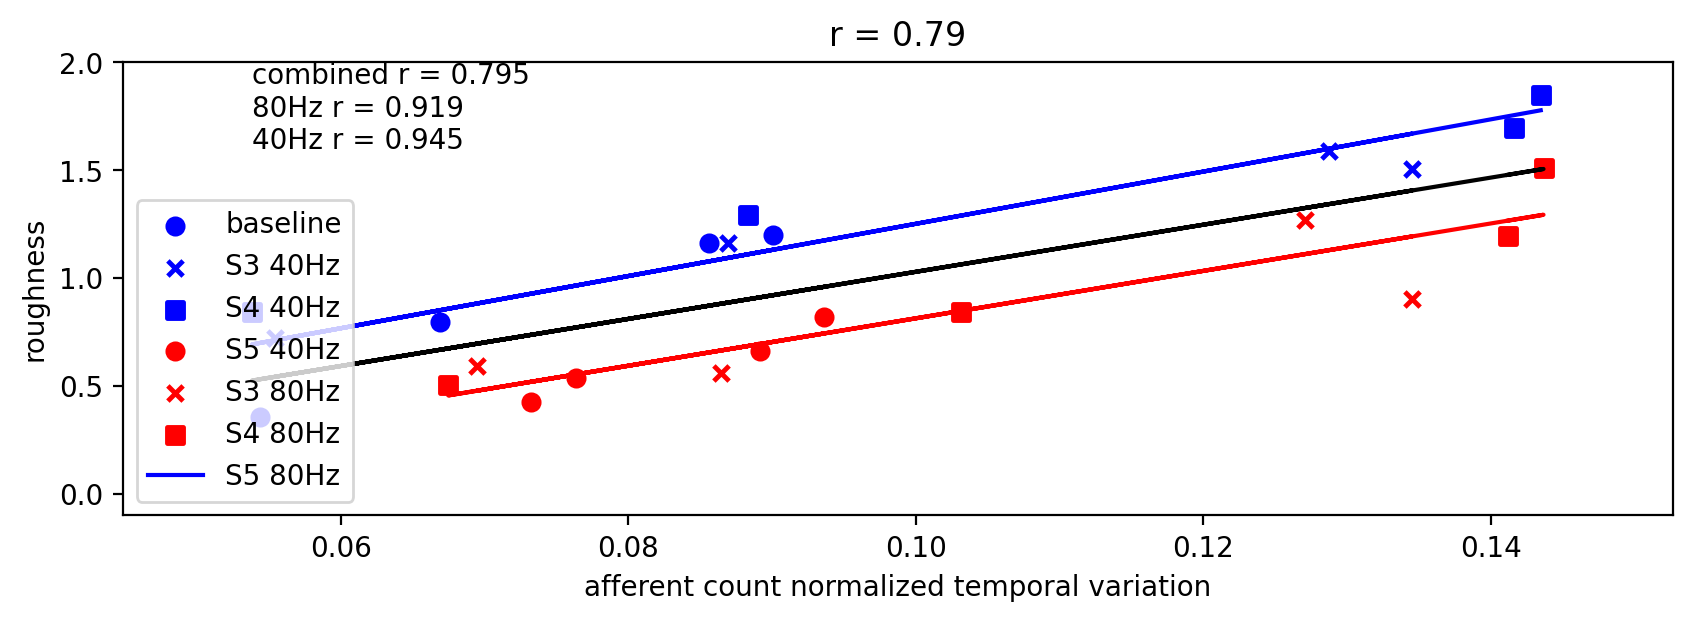 r = 0.79
combined r = 0.795
80Hz r = 0.919
40Hz r = 0.945
2.0
1.5
1.0
0.5
0.0
roughness
baseline
S3 40Hz
S4 40Hz
S5 40Hz
S3 80Hz
S4 80Hz
S5 80Hz
0.06 0.08 0.10 0.12 0.14
afferent count normalized temporal variation